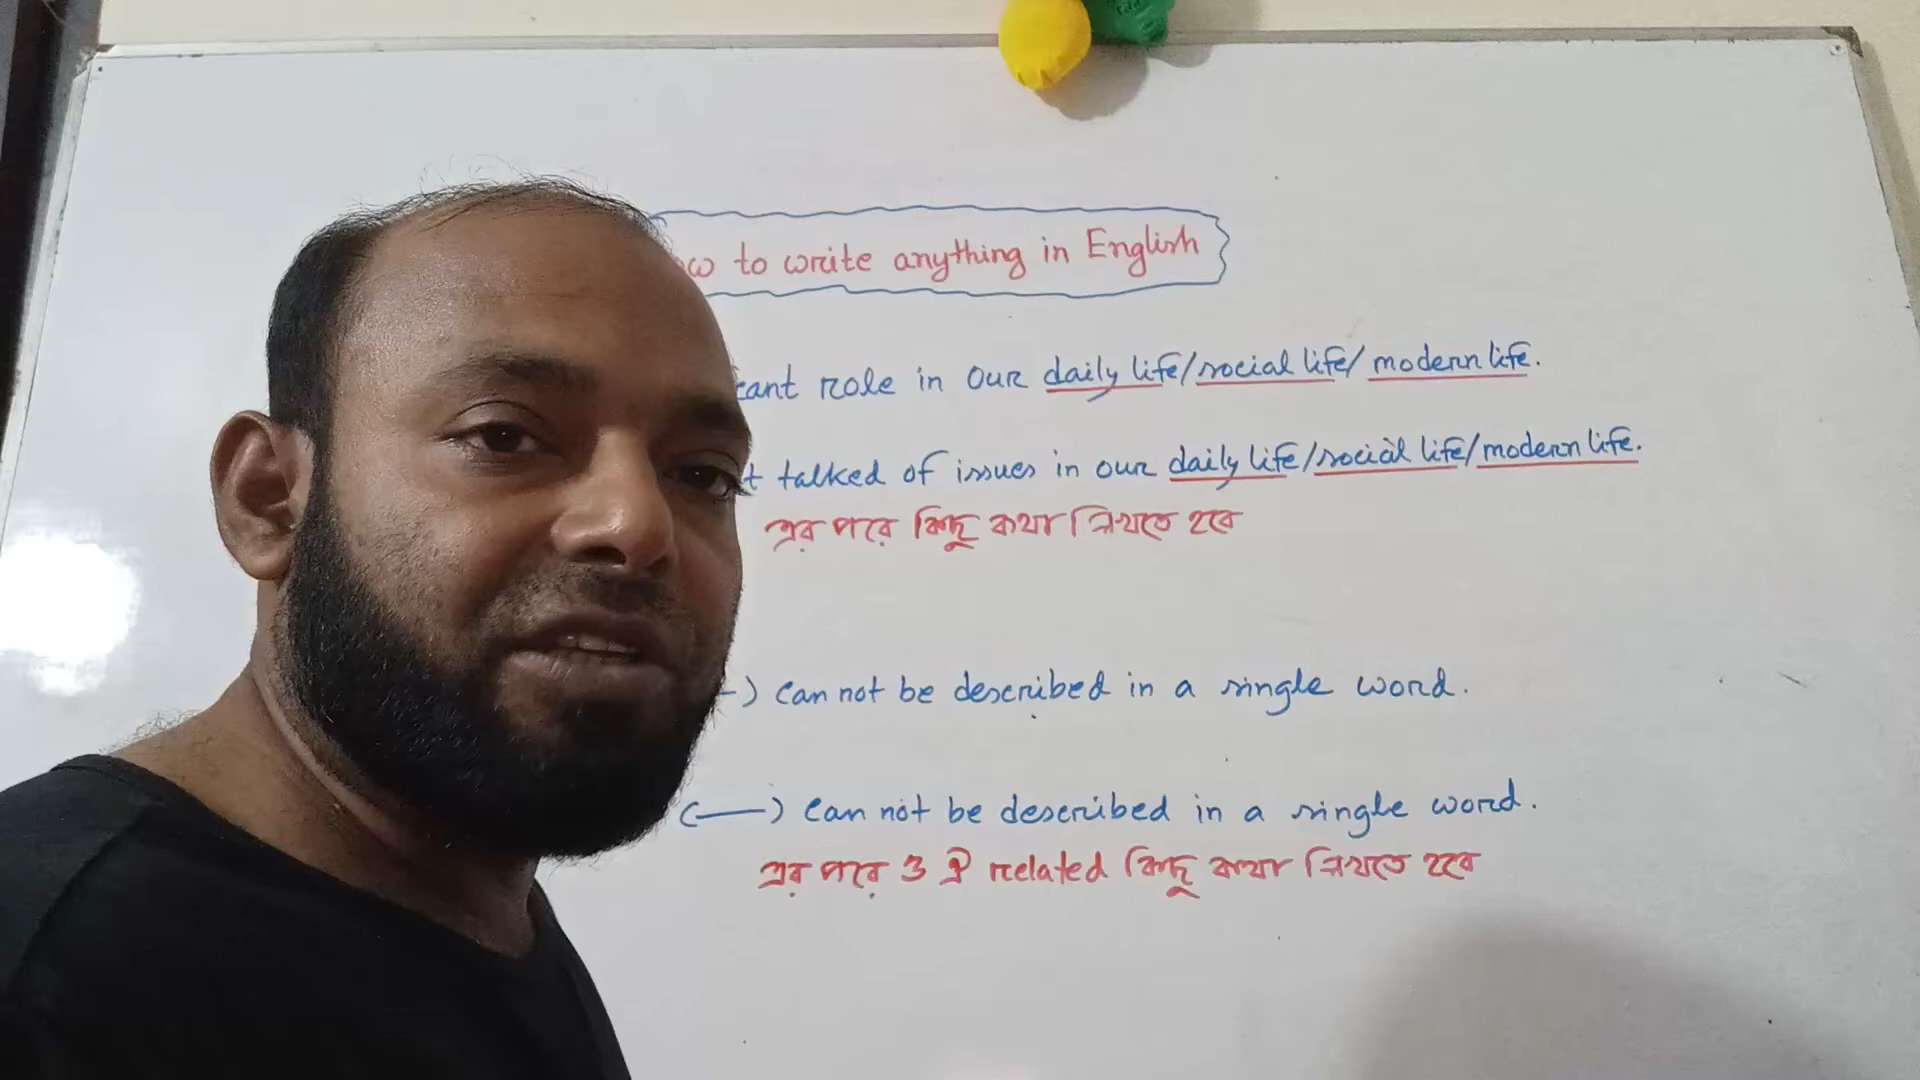 ow to write anything in English
cant role in our daily life/social life/modern life.
t talked of issues in our daily life/social life/modern life.
এর পরে কিছু কথা লিখতে হবে
-) can not be described in a single word.
(—) can not be described in a single word.
এর পরে ঐ related কিছু কথা লিখতে হবে